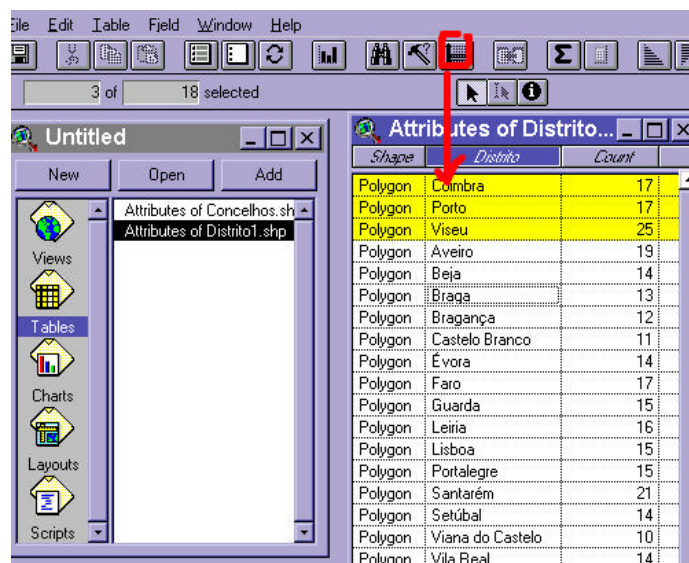 File Edit Table Field Window Help
3 of 18 selected
Untitled
New Open Add
Views
Tables
Charts
Layouts
Scripts
Attributes of Concelhos.sh
Attributes of Distrito1.shp
Attributes of Distrito...
Shape Distrito Count
Polygon Coimbra 17
Polygon Porto 17
Polygon Viseu 25
Polygon Aveiro 19
Polygon Beja 14
Polygon Braga 13
Polygon Bragança 12
Polygon Castelo Branco 11
Polygon Évora 14
Polygon Faro 17
Polygon Guarda 15
Polygon Leiria 16
Polygon Lisboa 15
Polygon Portalegre 15
Polygon Santarém 21
Polygon Setúbal 14
Polygon Viana do Castelo 10
Polygon Vila Real 14